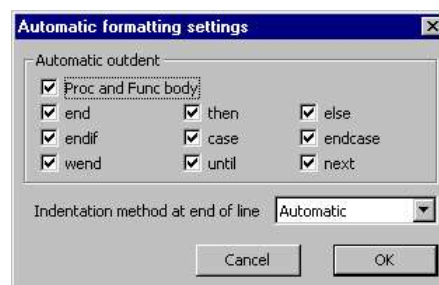 Automatic formatting settings
Automatic outdent
Proc and Func body
end then else
endif case endcase
wend until next
Indentation method at end of line Automatic
Cancel OK